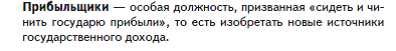 Прибыльщики — особая должность, призванная «сидеть и чи-
нить государю прибыли», то есть изобретать новые источники
государственного дохода.